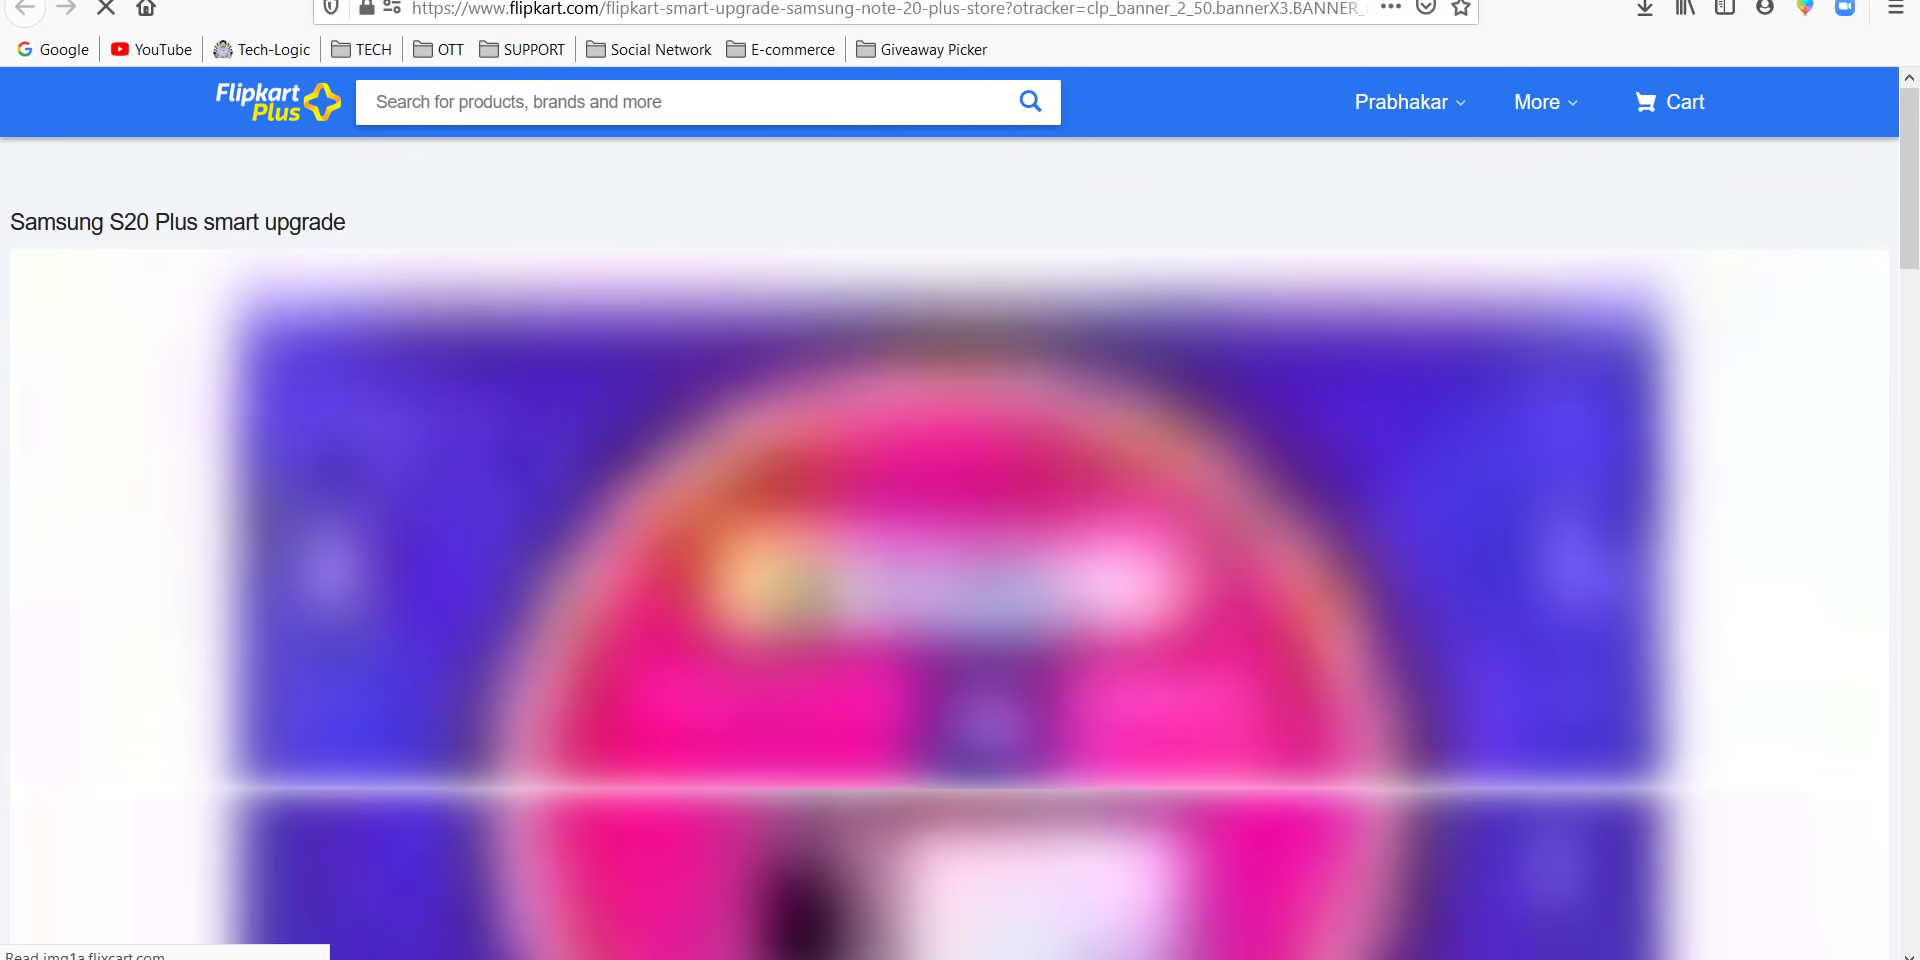 https://www.flipkart.com/flipkart-smart-upgrade-samsung-note-20-plus-store?otracker=clp_banner_2_50.bannerX3.BANNER_
Google YouTube Tech-Logic TECH OTT SUPPORT Social Network E-commerce Giveaway Picker
Flipkart
Plus
Search for products, brands and more
Prabhakar More Cart
Samsung S20 Plus smart upgrade
Read img1a.flixcart.com